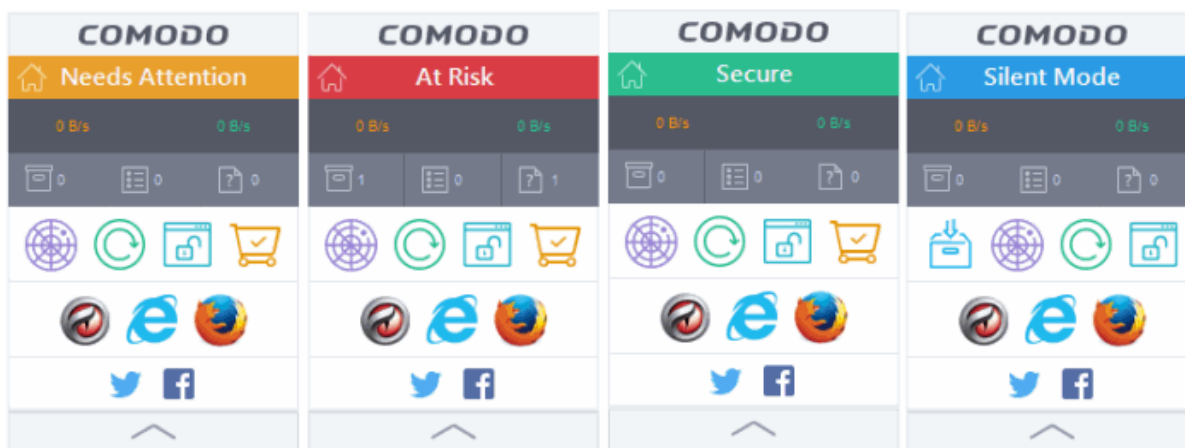 COMODO
Needs Attention
0 B/s 0 B/s
0 0 0
COMODO
At Risk
0 B/s 0 B/s
1 0 1
COMODO
Secure
0 B/s 0 B/s
0 0 0
COMODO
Silent Mode
0 B/s 0 B/s
0 0 0